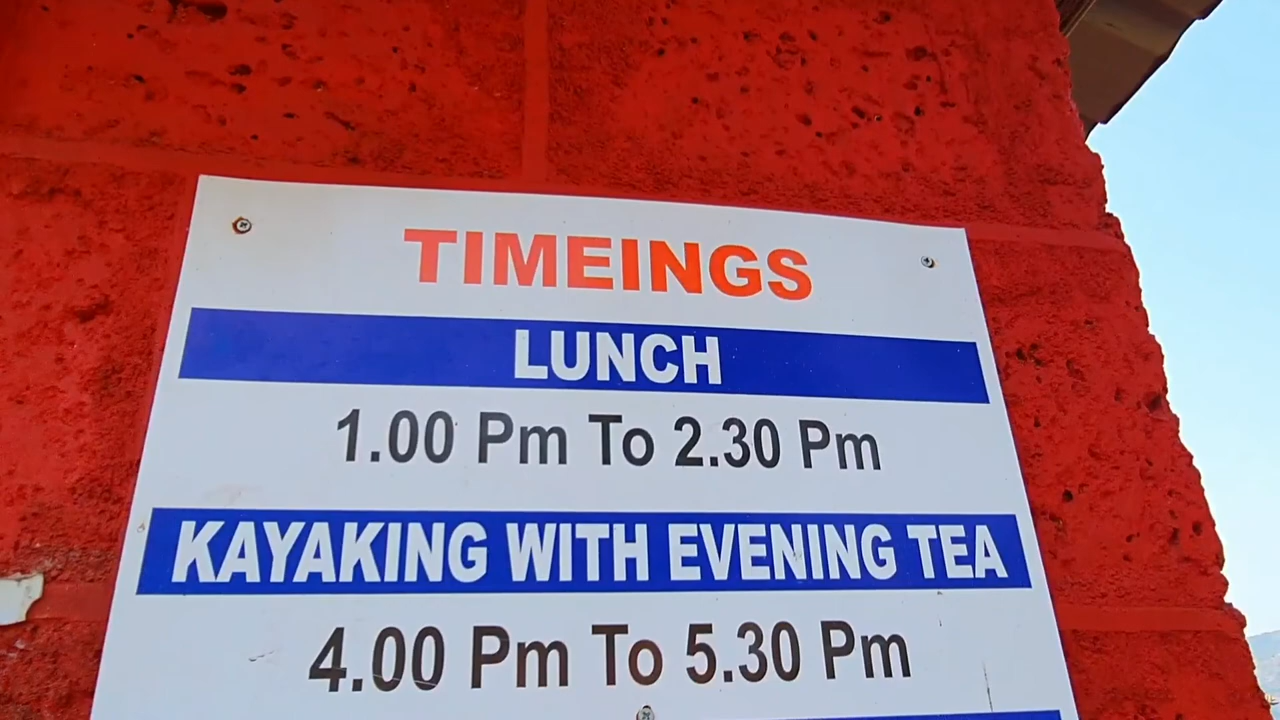 TIMEINGS
LUNCH
1.00 Pm To 2.30 Pm
KAYAKING WITH EVENING TEA
4.00 Pm To 5.30 Pm